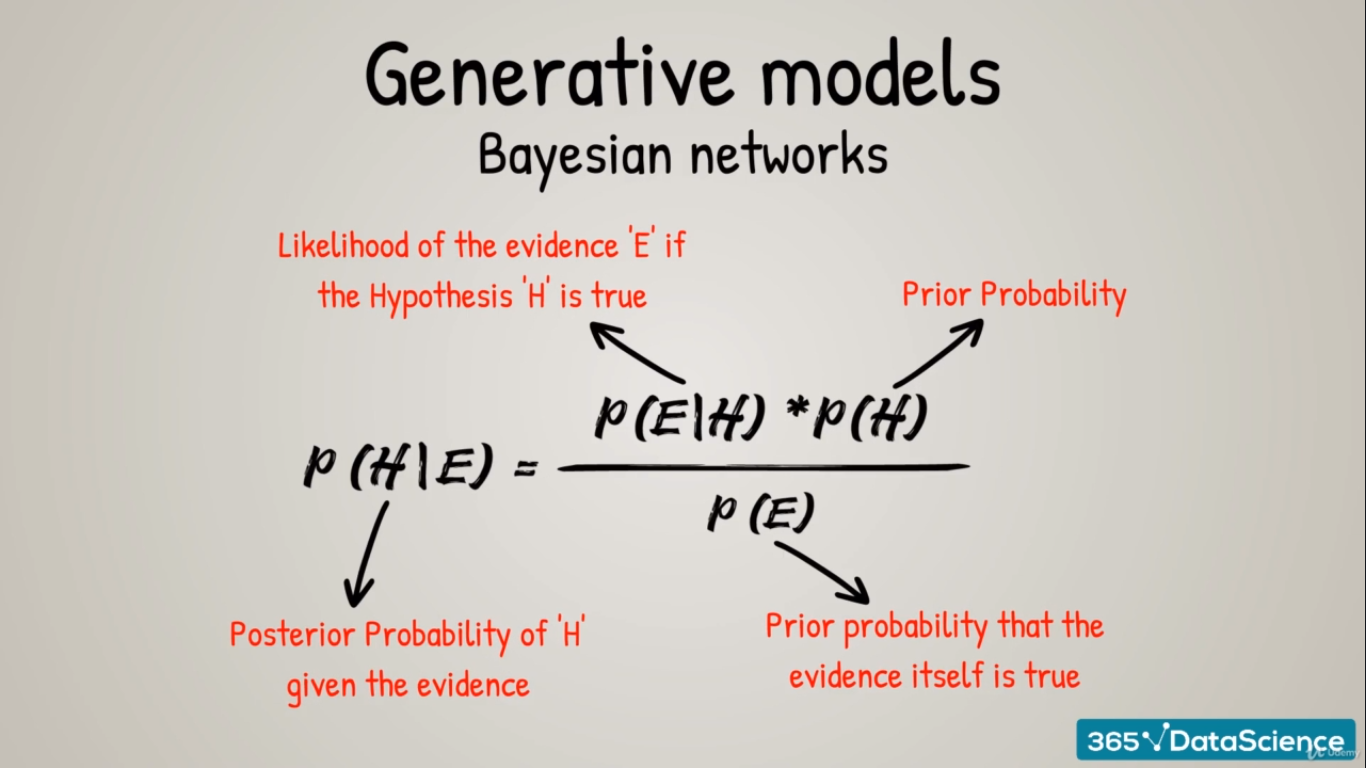 Generative models
Bayesian networks
Likelihood of the evidence 'E' if
the Hypothesis 'H' is true
Prior Probability
P(E|H) *P(H)
P (H|E) =
P (E)
Posterior Probability of 'H'
given the evidence
Prior probability that the
evidence itself is true
365 DataScience
Udemy